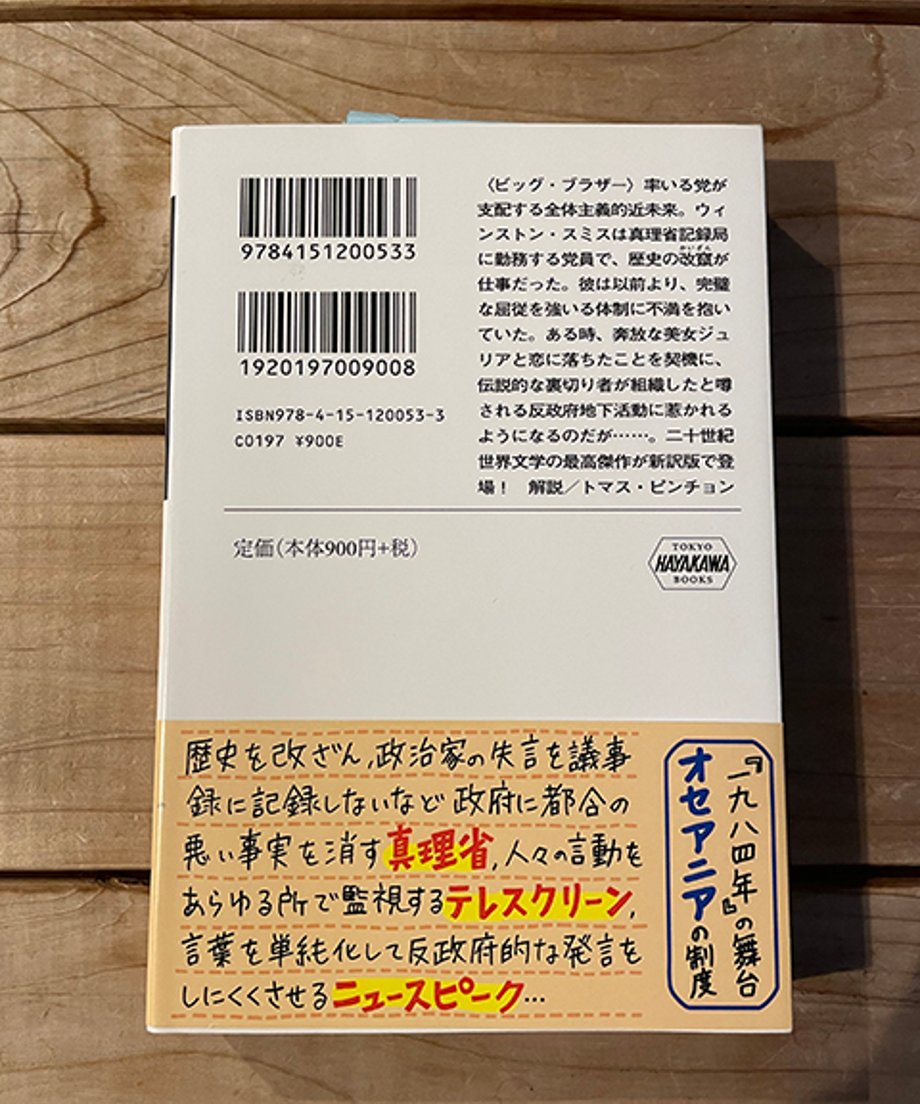 9784151200533
1920197009008
ISBN978-4-15-120053-3
C0197 ¥900E
〈ビッグ・ブラザー〉率いる党が
支配する全体主義的近未来。ウィ
ンストン・スミスは真理省記録局
に勤務する党員で、歴史の改竄が
かいざん
仕事だった。彼は以前より、完璧
な屈従を強いる体制に不満を抱い
ていた。ある時、奔放な美女ジュ
リアと恋に落ちたことを契機に、
伝説的な裏切り者が組織したと噂
される反政府地下活動に惹かれる
ようになるのだが……。二十世紀
世界文学の最高傑作が新訳版で登
場! 解説/トマス・ピンチョン
定価(本体900円+税)
TOKYO
HAYAKAWA
BOOKS
『一九八四年』の舞台
オセアニアの制度
歴史を改ざん,政治家の失言を議事
録に記録しないなど政府に都合の
悪い事実を消す真理省,人々の言動を
あらゆる所で監視するテレスクリーン,
言葉を単純化して反政府的な発言を
しにくくさせるニュースピーク…